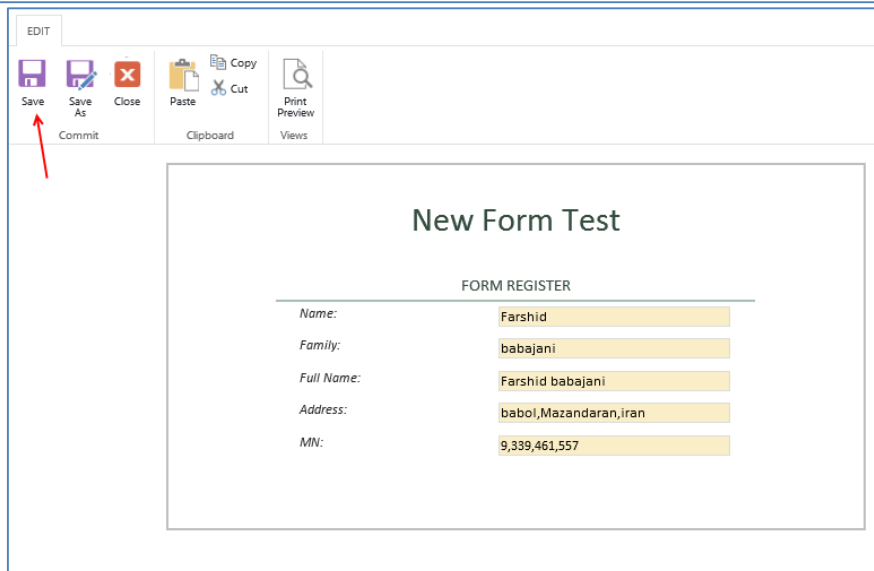 EDIT
Save
Save As
Close
Paste
Copy
Cut
Print Preview
Commit
Clipboard
Views
New Form Test
FORM REGISTER
Name: Farshid
Family: babajani
Full Name: Farshid babajani
Address: babol,Mazandaran,iran
MN: 9,339,461,557